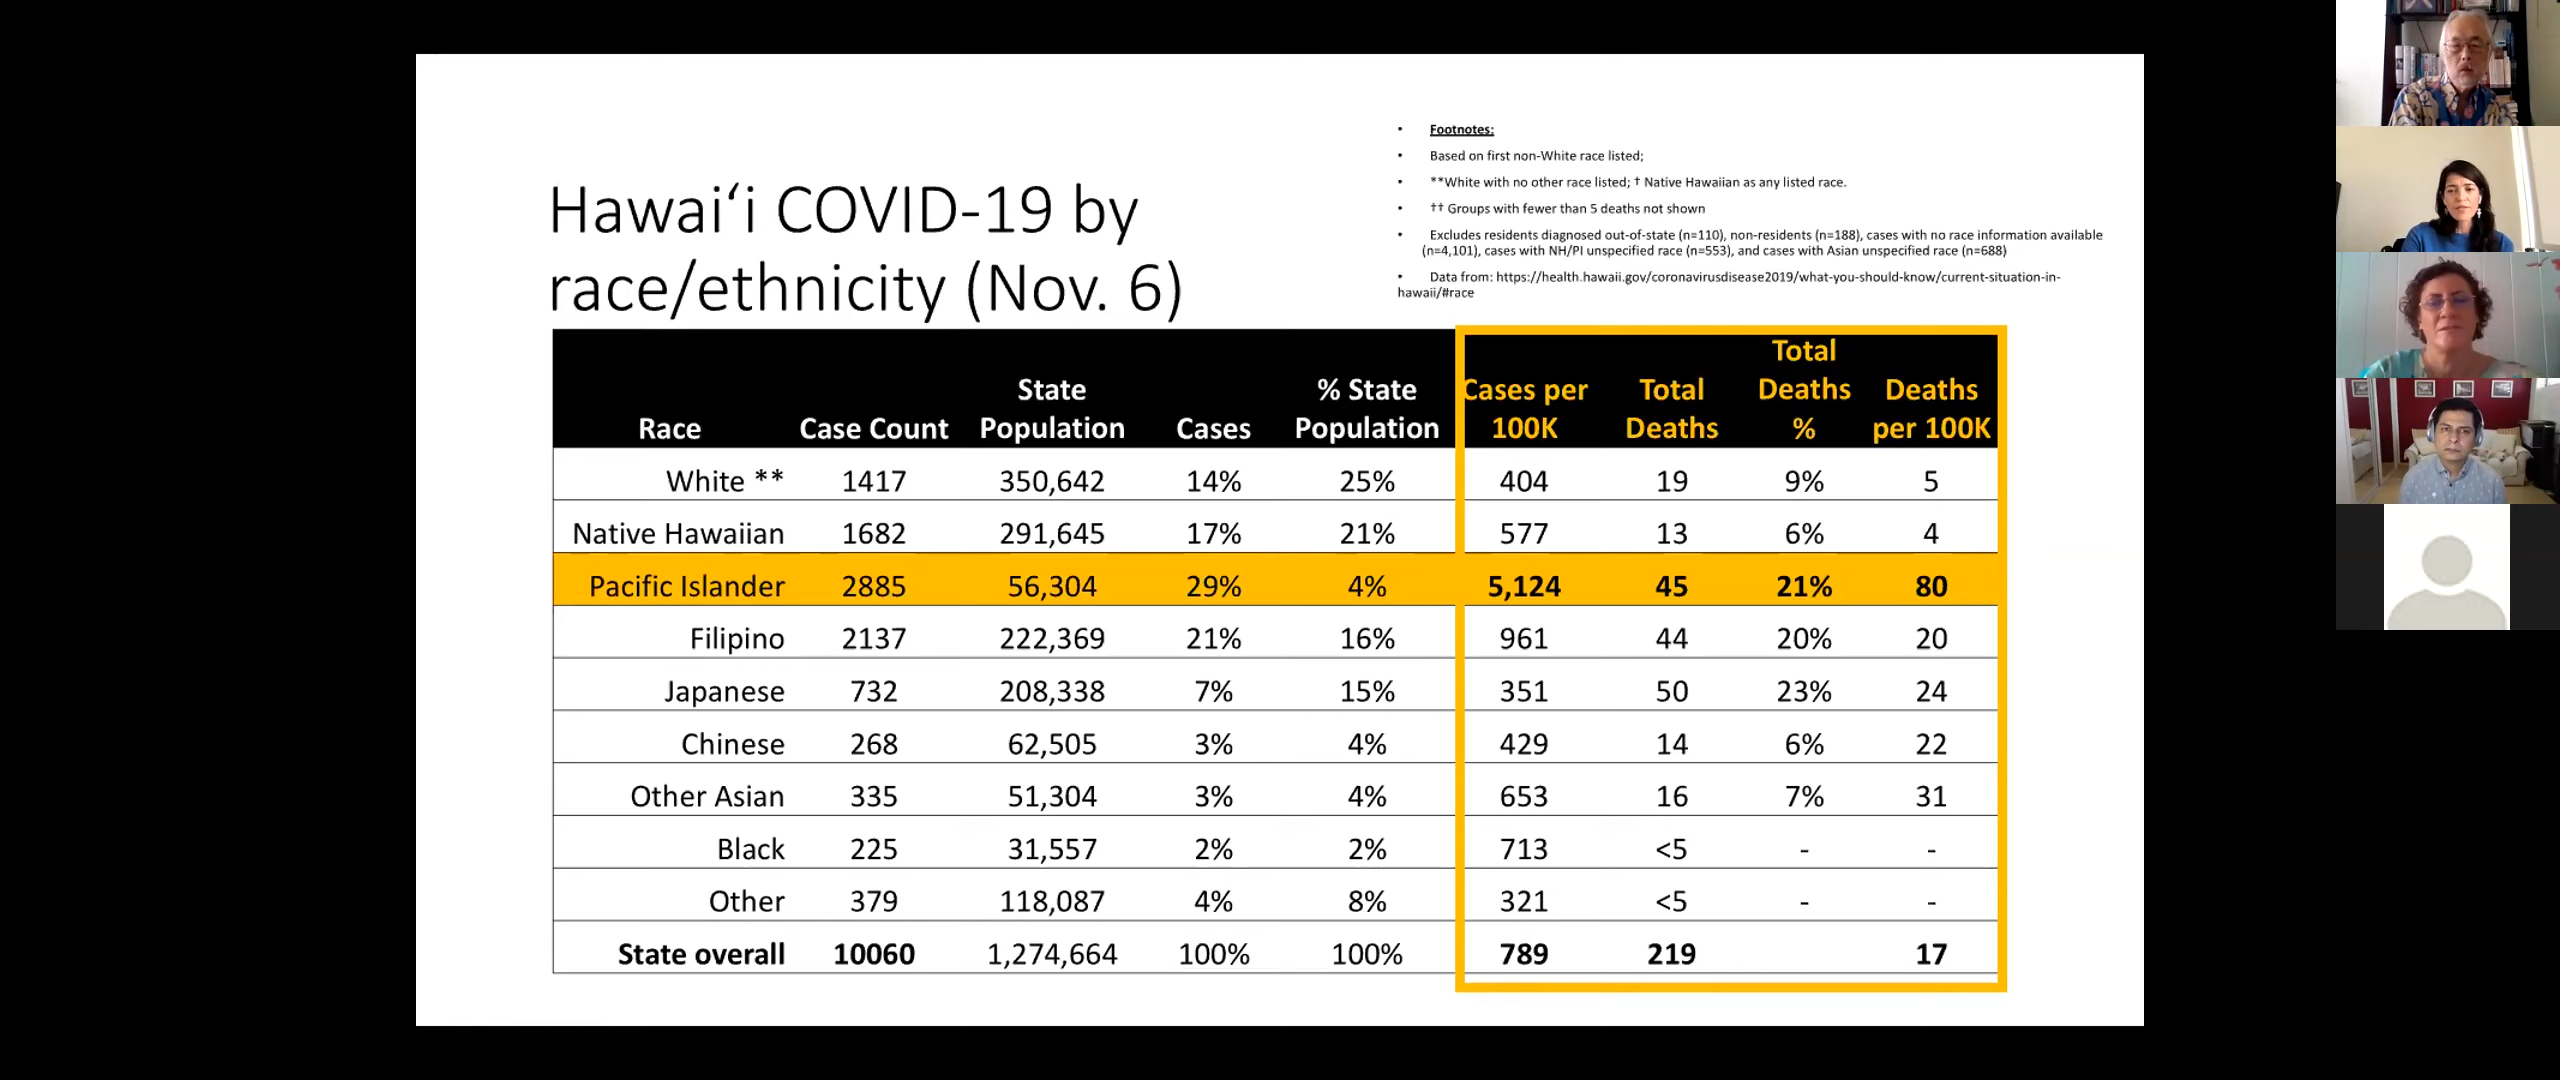 Hawaiʻi COVID-19 by
race/ethnicity (Nov. 6)
• Footnotes:
• Based on first non-White race listed;
• **White with no other race listed; † Native Hawaiian as any listed race.
• †† Groups with fewer than 5 deaths not shown
• Excludes residents diagnosed out-of-state (n=110), non-residents (n=188), cases with no race information available
(n=4,101), cases with NH/PI unspecified race (n=553), and cases with Asian unspecified race (n=688)
• Data from: https://health.hawaii.gov/coronavirusdisease2019/what-you-should-know/current-situation-in-
hawaii/#race
Race Case Count State Population Cases % State Population Cases per 100K Total Deaths Total Deaths % Deaths per 100K
White ** 1417 350,642 14% 25% 404 19 9% 5
Native Hawaiian 1682 291,645 17% 21% 577 13 6% 4
Pacific Islander 2885 56,304 29% 4% 5,124 45 21% 80
Filipino 2137 222,369 21% 16% 961 44 20% 20
Japanese 732 208,338 7% 15% 351 50 23% 24
Chinese 268 62,505 3% 4% 429 14 6% 22
Other Asian 335 51,304 3% 4% 653 16 7% 31
Black 225 31,557 2% 2% 713 <5 - -
Other 379 118,087 4% 8% 321 <5 - -
State overall 10060 1,274,664 100% 100% 789 219 17